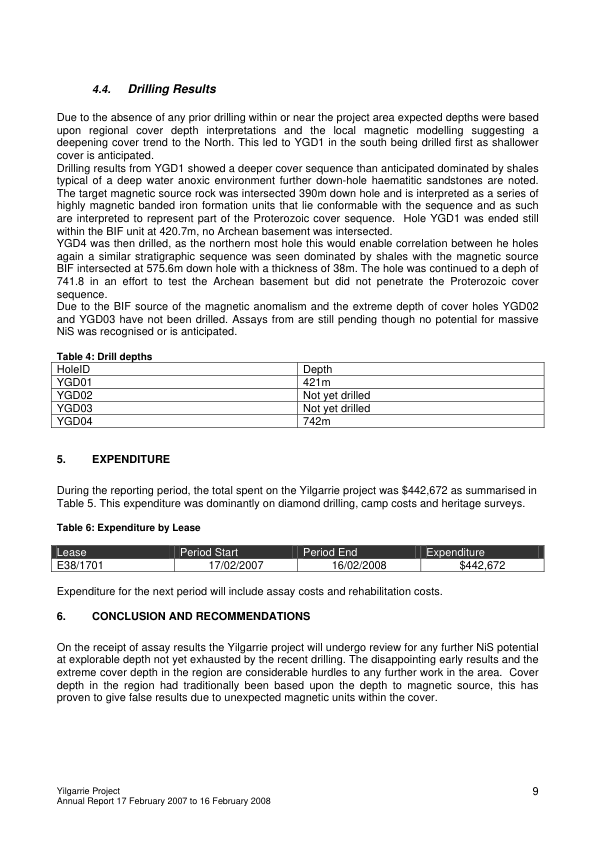 4.4. Drilling Results
Due to the absence of any prior drilling within or near the project area expected depths were based
upon regional cover depth interpretations and the local magnetic modelling suggesting a
deepening cover trend to the North. This led to YGD1 in the south being drilled first as shallower
cover is anticipated.
Drilling results from YGD1 showed a deeper cover sequence than anticipated dominated by shales
typical of a deep water anoxic environment further down-hole haematitic sandstones are noted.
The target magnetic source rock was intersected 390m down hole and is interpreted as a series of
highly magnetic banded iron formation units that lie conformable with the sequence and as such
are interpreted to represent part of the Proterozoic cover sequence. Hole YGD1 was ended still
within the BIF unit at 420.7m, no Archean basement was intersected.
YGD4 was then drilled, as the northern most hole this would enable correlation between he holes
again a similar stratigraphic sequence was seen dominated by shales with the magnetic source
BIF intersected at 575.6m down hole with a thickness of 38m. The hole was continued to a deph of
741.8 in an effort to test the Archean basement but did not penetrate the Proterozoic cover
sequence.
Due to the BIF source of the magnetic anomalism and the extreme depth of cover holes YGD02
and YGD03 have not been drilled. Assays from are still pending though no potential for massive
NiS was recognised or is anticipated.
Table 4: Drill depths
HoleID Depth
YGD01 421m
YGD02 Not yet drilled
YGD03 Not yet drilled
YGD04 742m
5. EXPENDITURE
During the reporting period, the total spent on the Yilgarrie project was $442,672 as summarised in
Table 5. This expenditure was dominantly on diamond drilling, camp costs and heritage surveys.
Table 6: Expenditure by Lease
Lease Period Start Period End Expenditure
E38/1701 17/02/2007 16/02/2008 $442,672
Expenditure for the next period will include assay costs and rehabilitation costs.
6. CONCLUSION AND RECOMMENDATIONS
On the receipt of assay results the Yilgarrie project will undergo review for any further NiS potential
at explorable depth not yet exhausted by the recent drilling. The disappointing early results and the
extreme cover depth in the region are considerable hurdles to any further work in the area. Cover
depth in the region had traditionally been based upon the depth to magnetic source, this has
proven to give false results due to unexpected magnetic units within the cover.
Yilgarrie Project 9
Annual Report 17 February 2007 to 16 February 2008